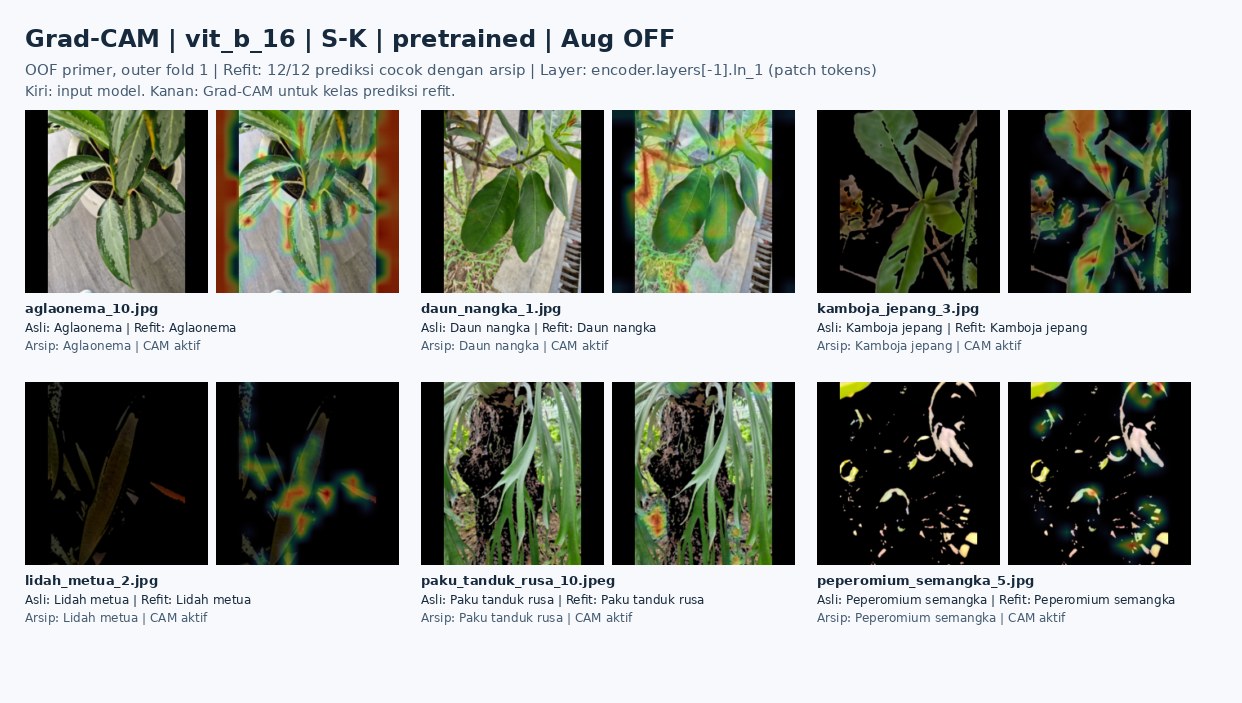 Grad-CAM | vit_b_16 | S-K | pretrained | Aug OFF
OOF primer, outer fold 1 | Refit: 12/12 prediksi cocok dengan arsip | Layer: encoder.layers[-1].ln_1 (patch tokens)
Kiri: input model. Kanan: Grad-CAM untuk kelas prediksi refit.
aglaonema_10.jpg
Asli: Aglaonema | Refit: Aglaonema
Arsip: Aglaonema | CAM aktif
daun_nangka_1.jpg
Asli: Daun nangka | Refit: Daun nangka
Arsip: Daun nangka | CAM aktif
kamboja_jepang_3.jpg
Asli: Kamboja jepang | Refit: Kamboja jepang
Arsip: Kamboja jepang | CAM aktif
lidah_metua_2.jpg
Asli: Lidah metua | Refit: Lidah metua
Arsip: Lidah metua | CAM aktif
paku_tanduk_rusa_10.jpeg
Asli: Paku tanduk rusa | Refit: Paku tanduk rusa
Arsip: Paku tanduk rusa | CAM aktif
peperomium_semangka_5.jpg
Asli: Peperomium semangka | Refit: Peperomium semangka
Arsip: Peperomium semangka | CAM aktif